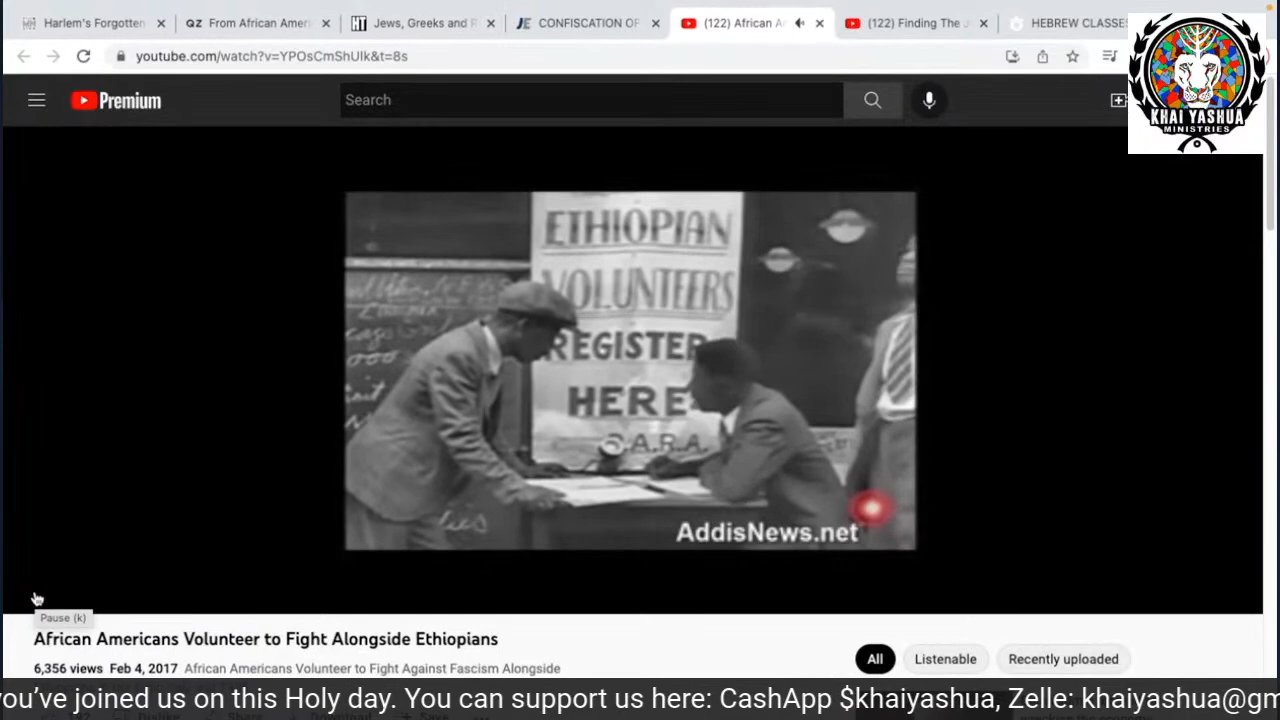 Harlem's Forgotten
From African Amer
Jews, Greeks and R
CONFISCATION OF
(122) African A
(122) Finding The J
HEBREW CLASSES
youtube.com/watch?v=YPOsCmShUlk&t=8s
Premium
Search
KHAI YASHUA
MINISTRIES
ETHIOPIAN
VOLUNTEERS
REGISTER
HERE
AddisNews.net
Pause (k)
African Americans Volunteer to Fight Alongside Ethiopians
6,356 views Feb 4, 2017 African Americans Volunteer to Fight Against Fascism Alongside
All
Listenable
Recently uploaded
you’ve joined us on this Holy day. You can support us here: CashApp $khaiyashua, Zelle: khaiyashua@gm